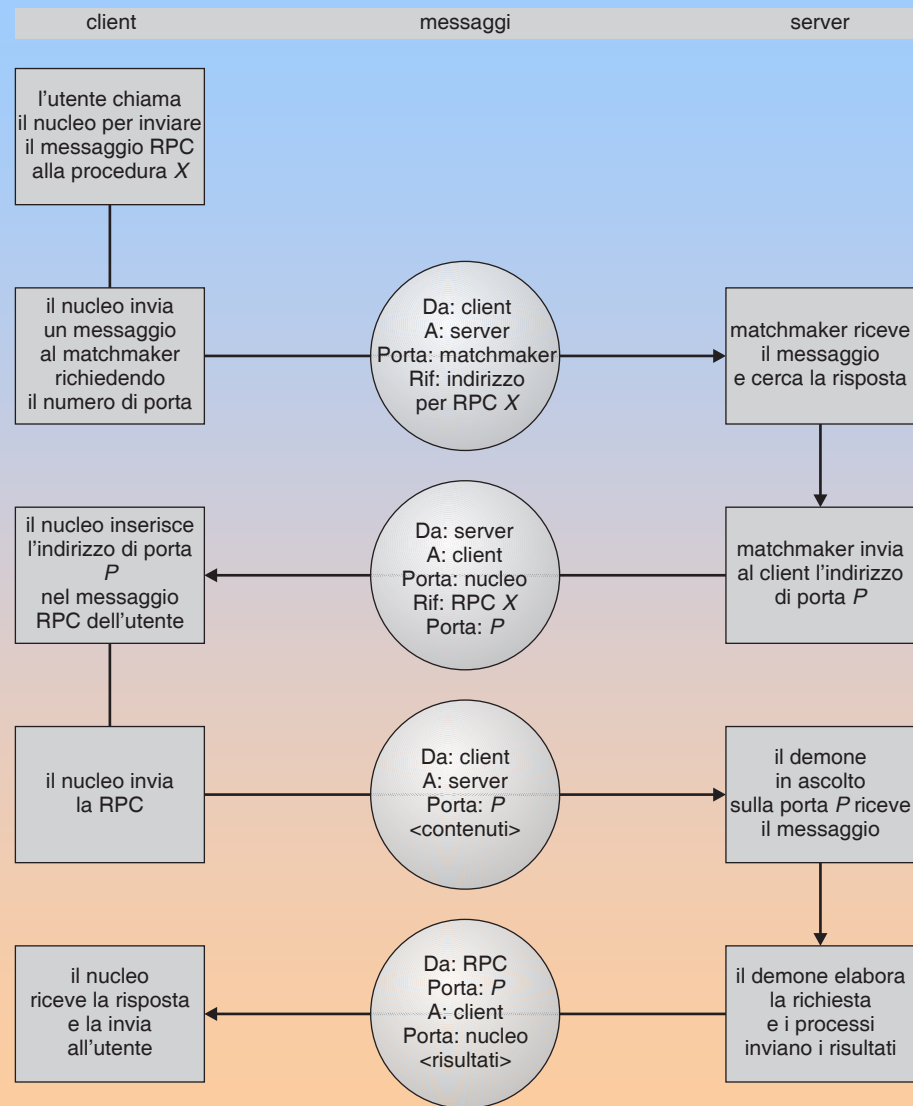 client
messaggi
server
l'utente chiama
il nucleo per inviare
il messaggio RPC
alla procedura X
il nucleo invia
un messaggio
al matchmaker
richiedendo
il numero di porta
Da: client
A: server
Porta: matchmaker
Rif: indirizzo
per RPC X
matchmaker riceve
il messaggio
e cerca la risposta
il nucleo inserisce
l'indirizzo di porta
P
nel messaggio
RPC dell'utente
Da: server
A: client
Porta: nucleo
Rif: RPC X
Porta: P
matchmaker invia
al client l'indirizzo
di porta P
il nucleo invia
la RPC
Da: client
A: server
Porta: P
<contenuti>
il demone
in ascolto
sulla porta P riceve
il messaggio
il nucleo
riceve la risposta
e la invia
all'utente
Da: RPC
Porta: P
A: client
Porta: nucleo
<risultati>
il demone elabora
la richiesta
e i processi
inviano i risultati